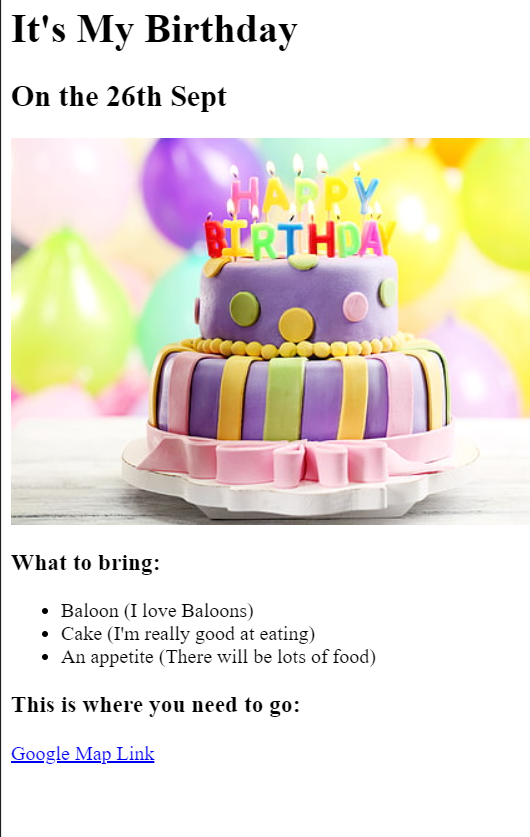 It's My Birthday
On the 26th Sept
HAPPY
BIRTHDAY
What to bring:
Baloon (I love Baloons)
Cake (I'm really good at eating)
An appetite (There will be lots of food)
This is where you need to go:
Google Map Link